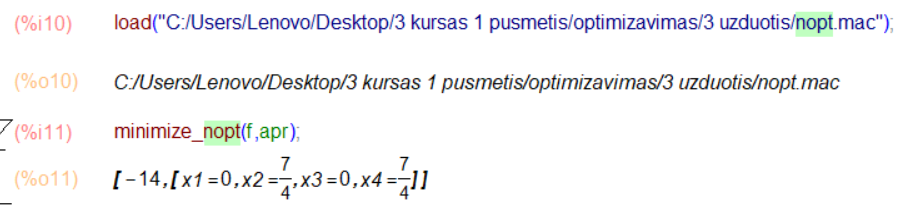 (%i10) load("C:/Users/Lenovo/Desktop/3 kursas 1 pusmetis/optimizavimas/3 uzduotis/nopt.mac");
(%o10) C:/Users/Lenovo/Desktop/3 kursas 1 pusmetis/optimizavimas/3 uzduotis/nopt.mac
(%i11) minimize_nopt(f,apr);
(%o11) [-14,[x1=0,x2=7/4,x3=0,x4=7/4]]